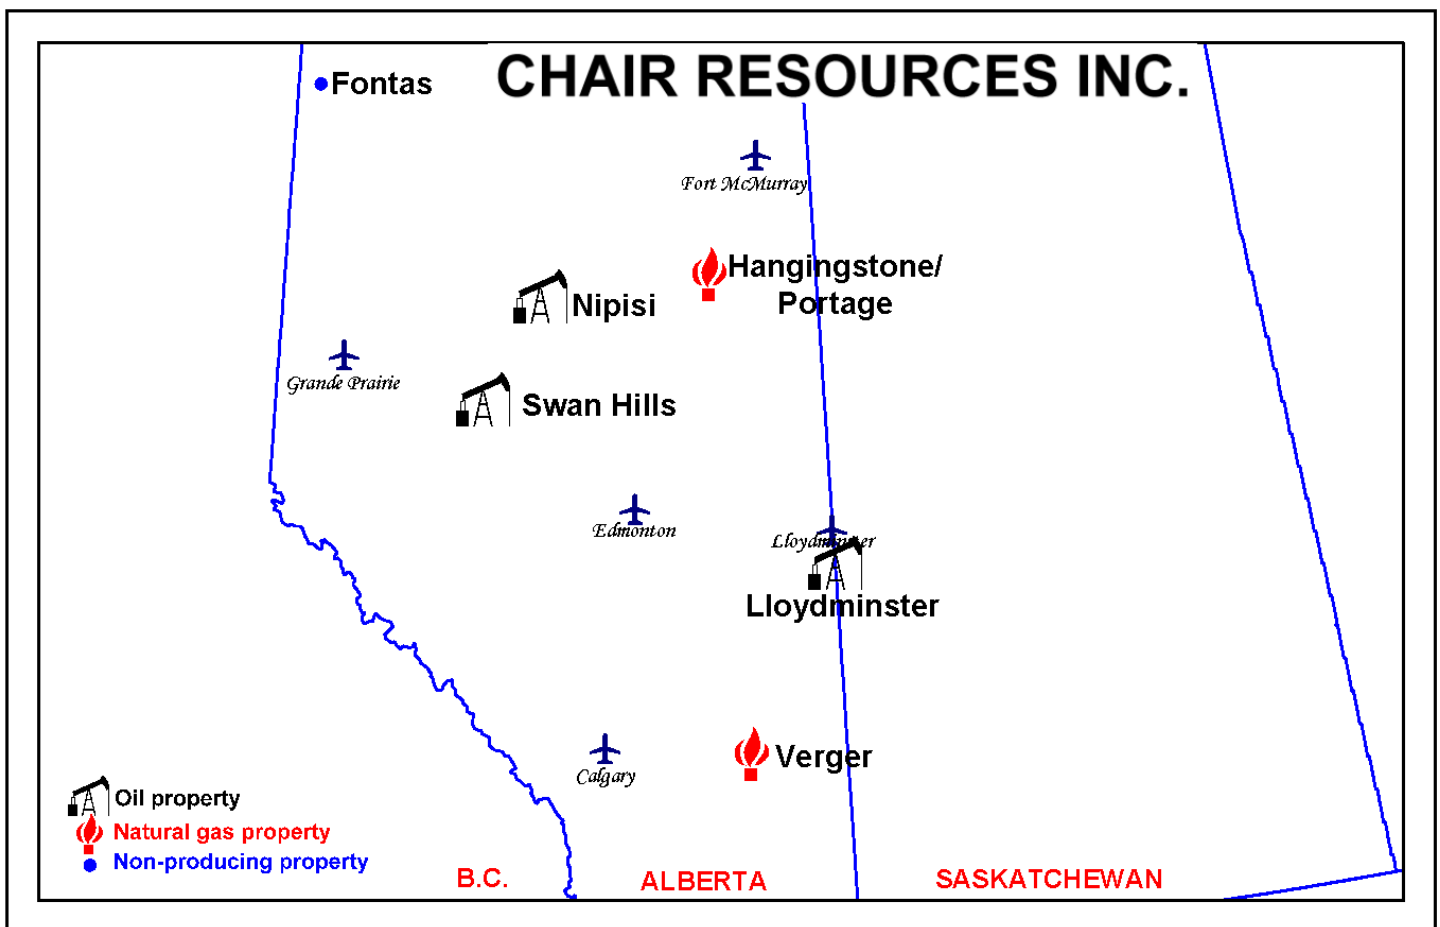 CHAIR RESOURCES INC.
Fontas
Fort McMurray
Hangingstone/
Portage
Nipisi
Grande Prairie
Swan Hills
Edmonton
Lloydminster
Lloydminster
Calgary
Verger
Oil property
Natural gas property
Non-producing property
B.C.
ALBERTA
SASKATCHEWAN